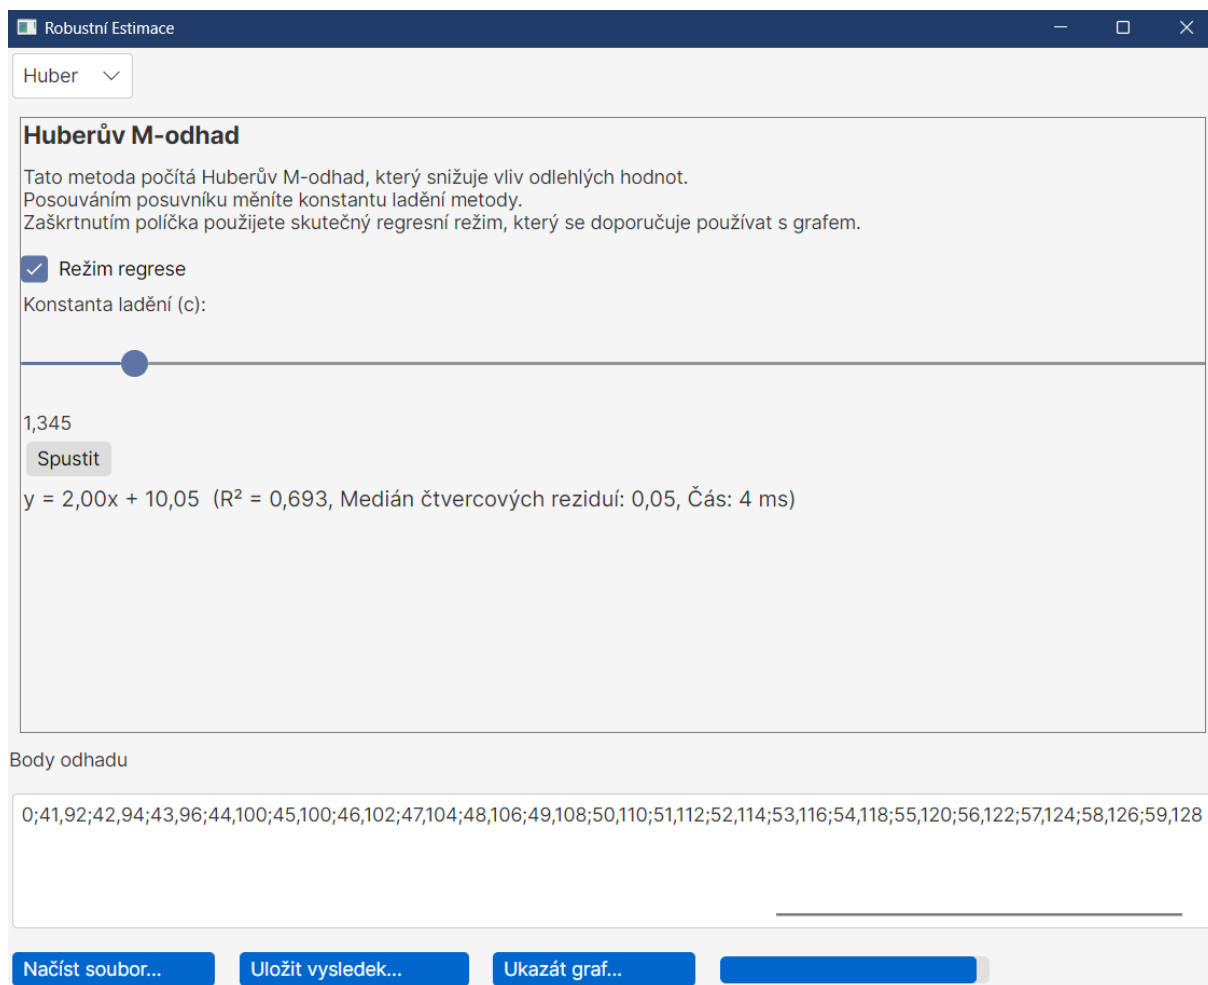 Robustní Estimace
Huber
Huberův M-odhad
Tato metoda počítá Huberův M-odhad, který snižuje vliv odlehlých hodnot.
Posouváním posuvníku měníte konstantu ladění metody.
Zaškrtnutím políčka použijete skutečný regresní režim, který se doporučuje používat s grafem.
Režim regrese
Konstanta ladění (c):
1,345
Spustit
y = 2,00x + 10,05 (R² = 0,693, Medián čtvercových reziduí: 0,05, Čás: 4 ms)
Body odhadu
0;41,92;42,94;43,96;44,100;45,100;46,102;47,104;48,106;49,108;50,110;51,112;52,114;53,116;54,118;55,120;56,122;57,124;58,126;59,128
Načíst soubor... Uložit vysledek... Ukazát graf...